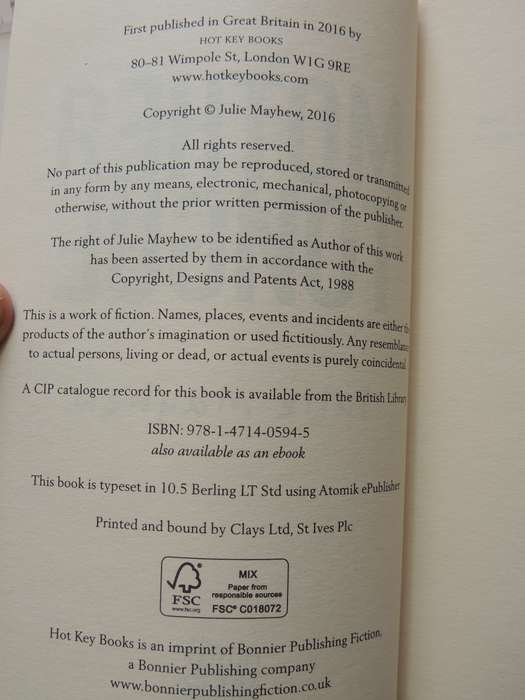 First published in Great Britain in 2016 by
HOT KEY BOOKS
80–81 Wimpole St, London W1G 9RE
www.hotkeybooks.com
Copyright © Julie Mayhew, 2016
All rights reserved.
No part of this publication may be reproduced, stored or transmitted
in any form by any means, electronic, mechanical, photocopying or
otherwise, without the prior written permission of the publisher.
The right of Julie Mayhew to be identified as Author of this work
has been asserted by them in accordance with the
Copyright, Designs and Patents Act, 1988
This is a work of fiction. Names, places, events and incidents are either
products of the author's imagination or used fictitiously. Any
to actual persons, living or dead, or actual events is purely coincidental
A CIP catalogue record for this book is available from the British
ISBN: 978-1-4714-0594-5
also available as an ebook
This book is typeset in 10.5 Berling LT Std using Atomik ePublisher
Printed and bound by Clays Ltd, St Ives Plc
FSC
www.fsc.org
MIX
Paper from
responsible sources
FSC® C018072
Hot Key Books is an imprint of Bonnier Publishing Fiction,
a Bonnier Publishing company
www.bonnierpublishingfiction.co.uk